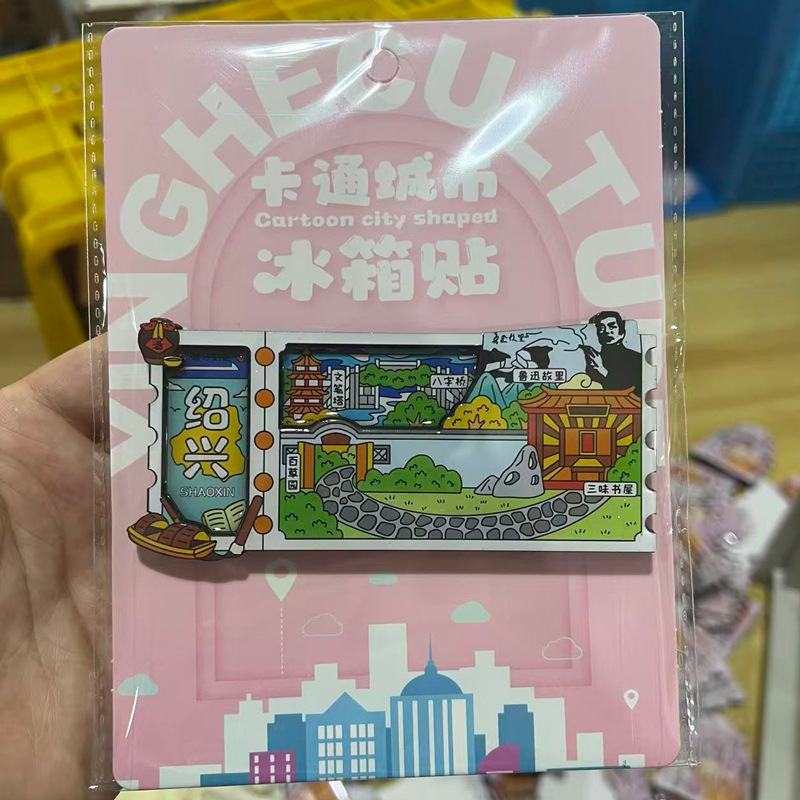 YINGHECULTU
卡通城市
Cartoon city shaped
冰箱贴
绍兴
SHAOXIN
文笔塔
八字桥
鲁迅故里
百草园
三味书屋